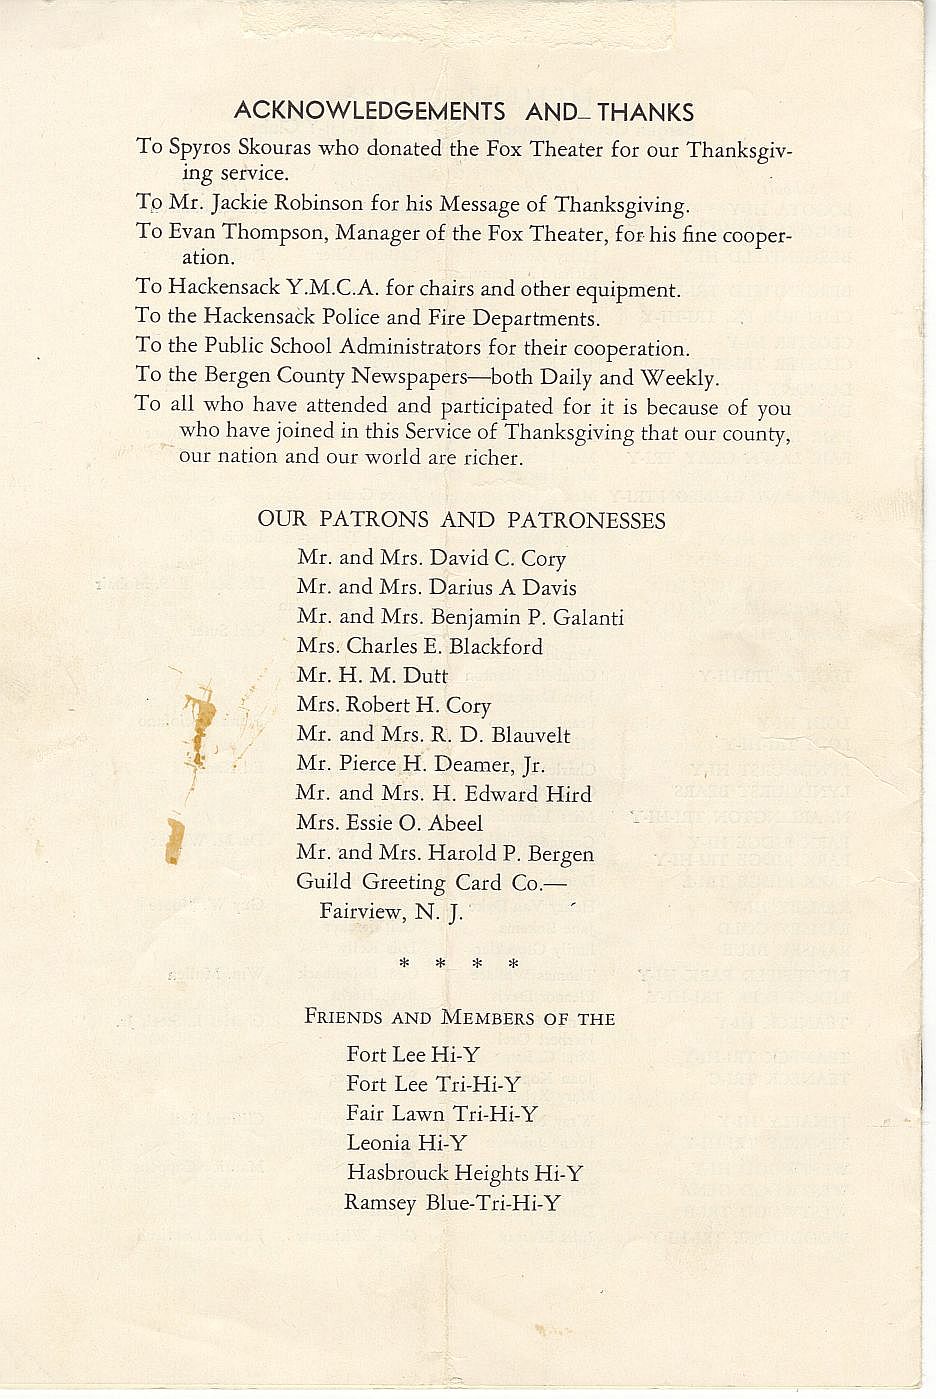 ACKNOWLEDGEMENTS AND THANKS
To Spyros Skouras who donated the Fox Theater for our Thanksgiv-
ing service.
To Mr. Jackie Robinson for his Message of Thanksgiving.
To Evan Thompson, Manager of the Fox Theater, for his fine cooper-
ation.
To Hackensack Y.M.C.A. for chairs and other equipment.
To the Hackensack Police and Fire Departments.
To the Public School Administrators for their cooperation.
To the Bergen County Newspapers—both Daily and Weekly.
To all who have attended and participated for it is because of you
who have joined in this Service of Thanksgiving that our county,
our nation and our world are richer.
OUR PATRONS AND PATRONESSES
Mr. and Mrs. David C. Cory
Mr. and Mrs. Darius A Davis
Mr. and Mrs. Benjamin P. Galanti
Mrs. Charles E. Blackford
Mr. H. M. Dutt
Mrs. Robert H. Cory
Mr. and Mrs. R. D. Blauvelt
Mr. Pierce H. Deamer, Jr.
Mr. and Mrs. H. Edward Hird
Mrs. Essie O. Abeel
Mr. and Mrs. Harold P. Bergen
Guild Greeting Card Co.—
Fairview, N. J.
* * * *
FRIENDS AND MEMBERS OF THE
Fort Lee Hi-Y
Fort Lee Tri-Hi-Y
Fair Lawn Tri-Hi-Y
Leonia Hi-Y
Hasbrouck Heights Hi-Y
Ramsey Blue-Tri-Hi-Y